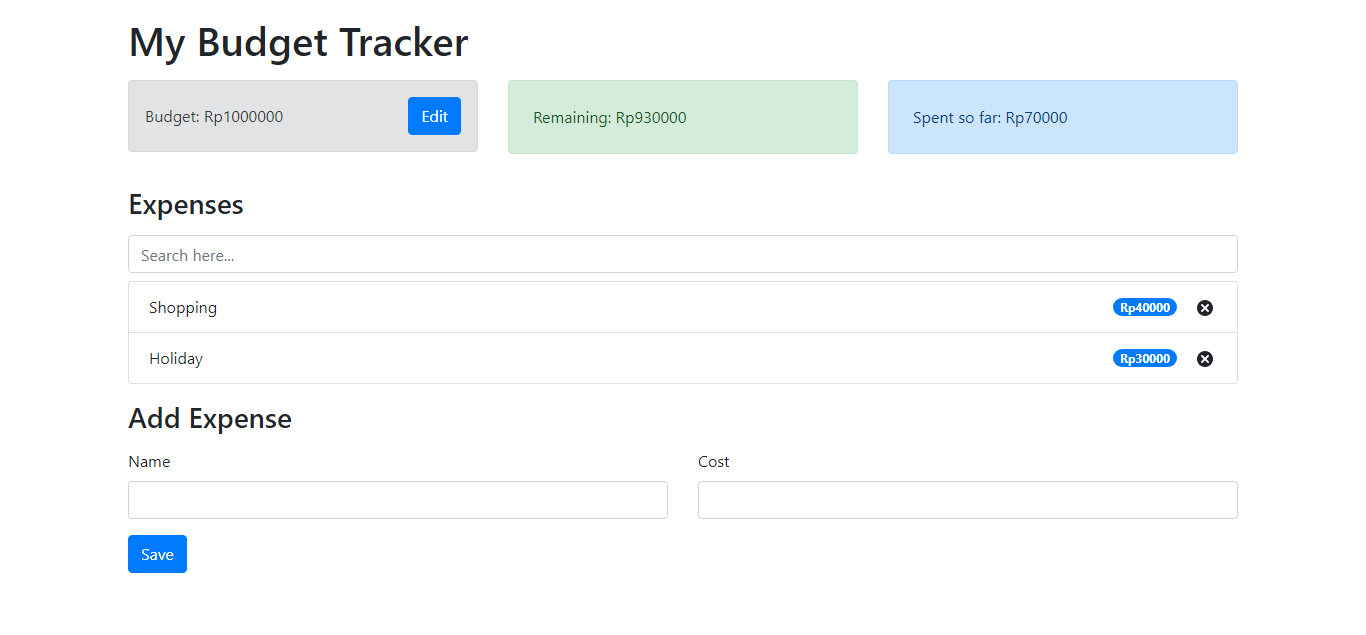 My Budget Tracker
Budget: Rp1000000
Edit
Remaining: Rp930000
Spent so far: Rp70000
Expenses
Search here...
Shopping
Rp40000
Holiday
Rp30000
Add Expense
Name
Cost
Save